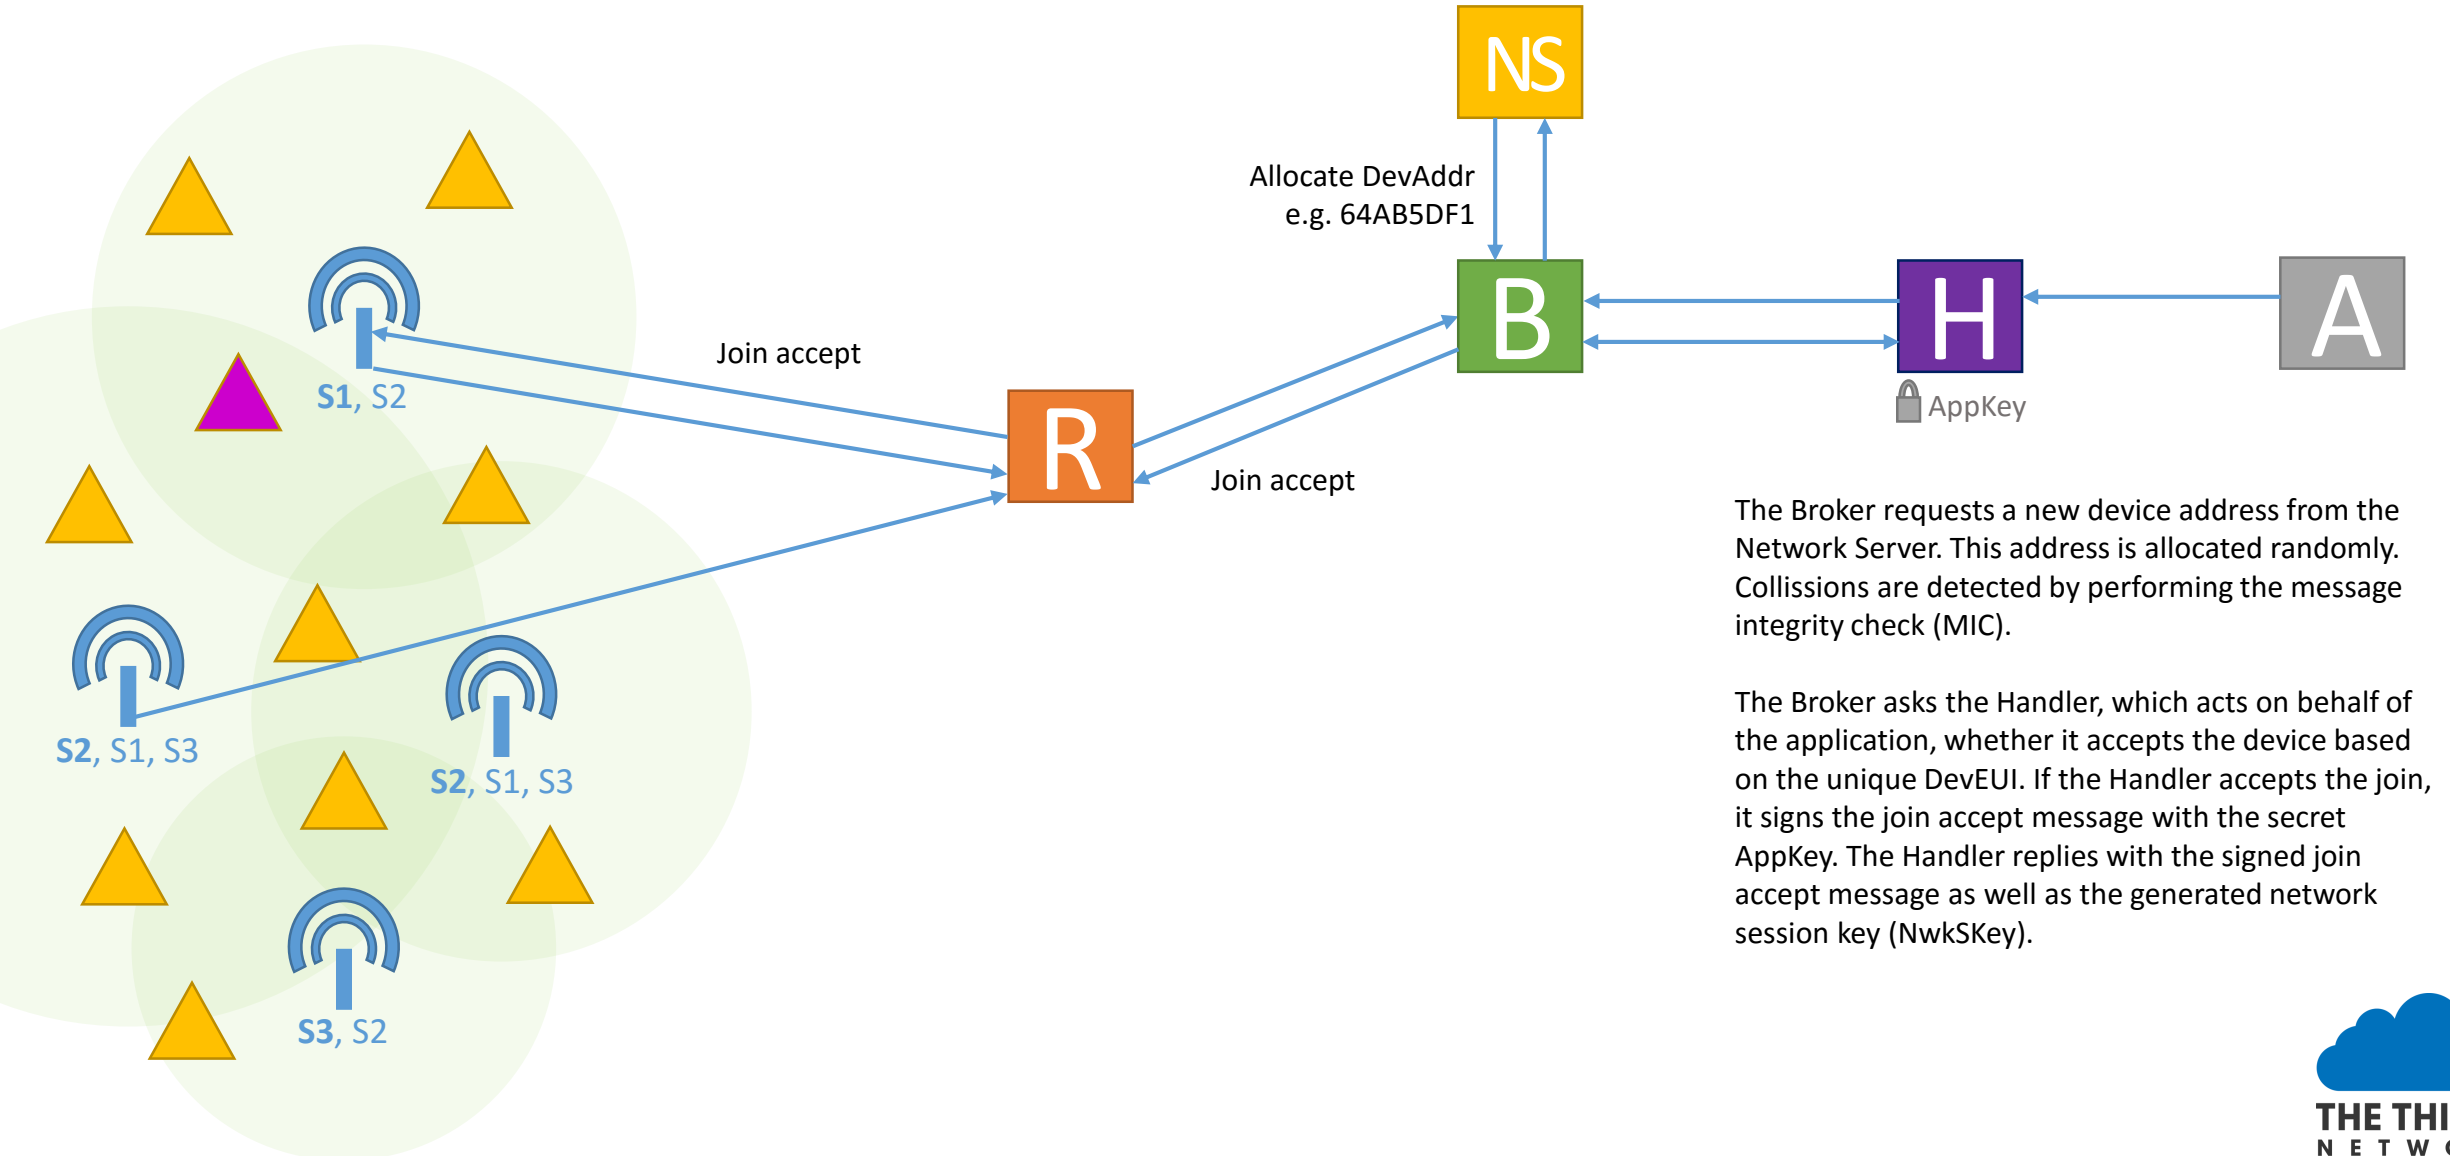 NS
Allocate DevAddr
e.g. 64AB5DF1
B
H
A
Join accept
S1, S2
AppKey
R
Join accept
The Broker requests a new device address from the
Network Server. This address is allocated randomly.
Collissions are detected by performing the message
integrity check (MIC).
The Broker asks the Handler, which acts on behalf of
the application, whether it accepts the device based
on the unique DevEUI. If the Handler accepts the join,
it signs the join accept message with the secret
AppKey. The Handler replies with the signed join
accept message as well as the generated network
session key (NwkSKey).
S2, S1, S3
S2, S1, S3
S3, S2
THE THI
NETWO